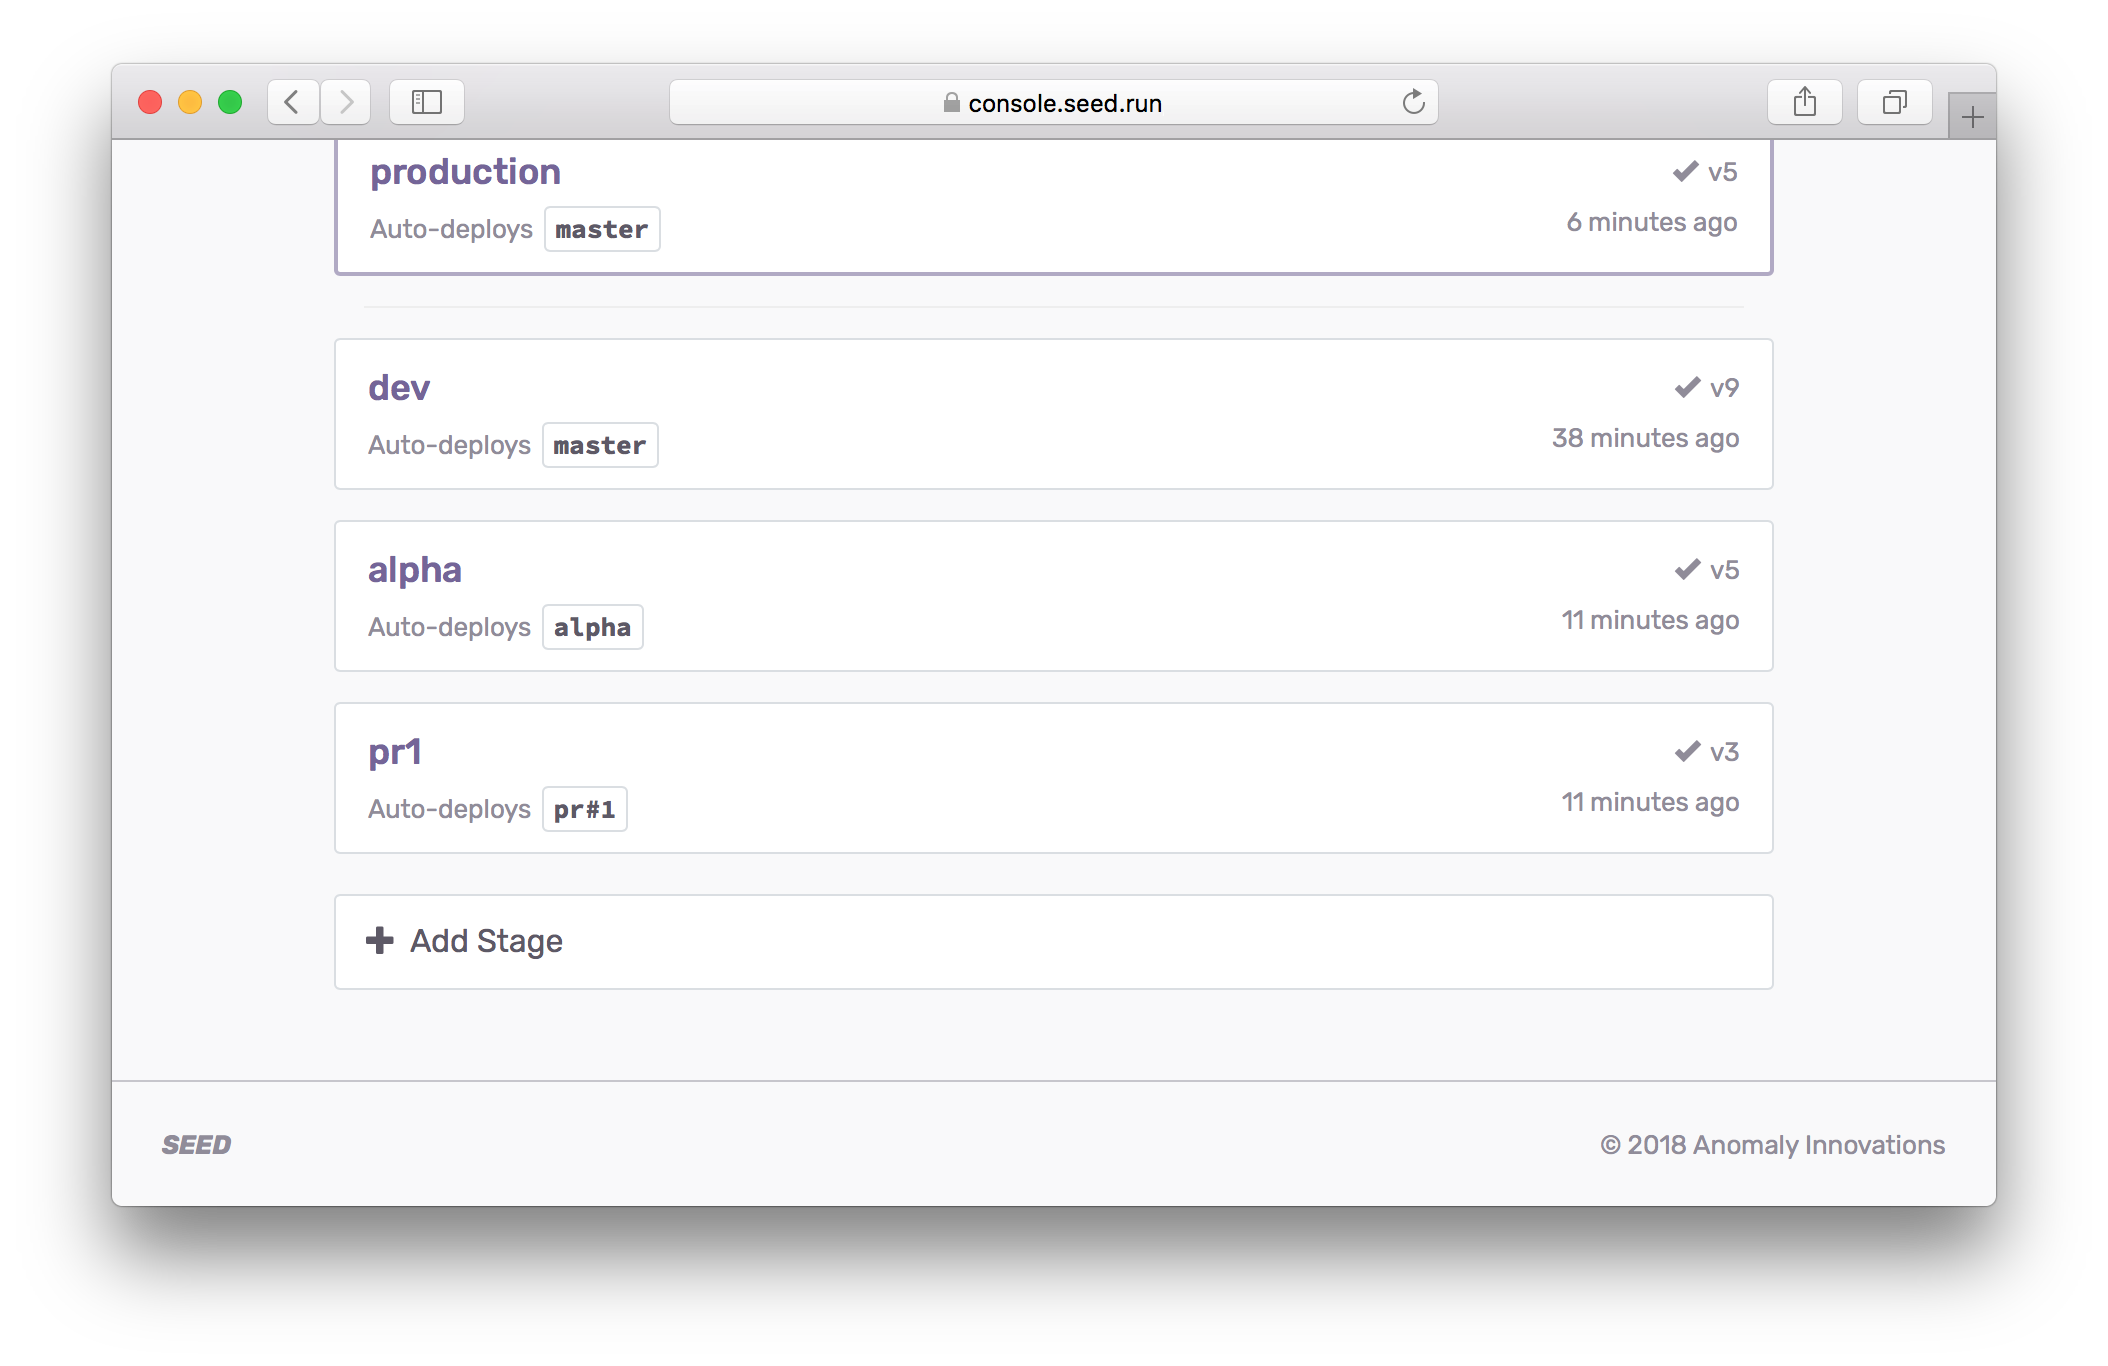 console.seed.run
production
v5
Auto-deploys master
6 minutes ago
dev
v9
Auto-deploys master
38 minutes ago
alpha
v5
Auto-deploys alpha
11 minutes ago
pr1
v3
Auto-deploys pr#1
11 minutes ago
Add Stage
SEED
© 2018 Anomaly Innovations